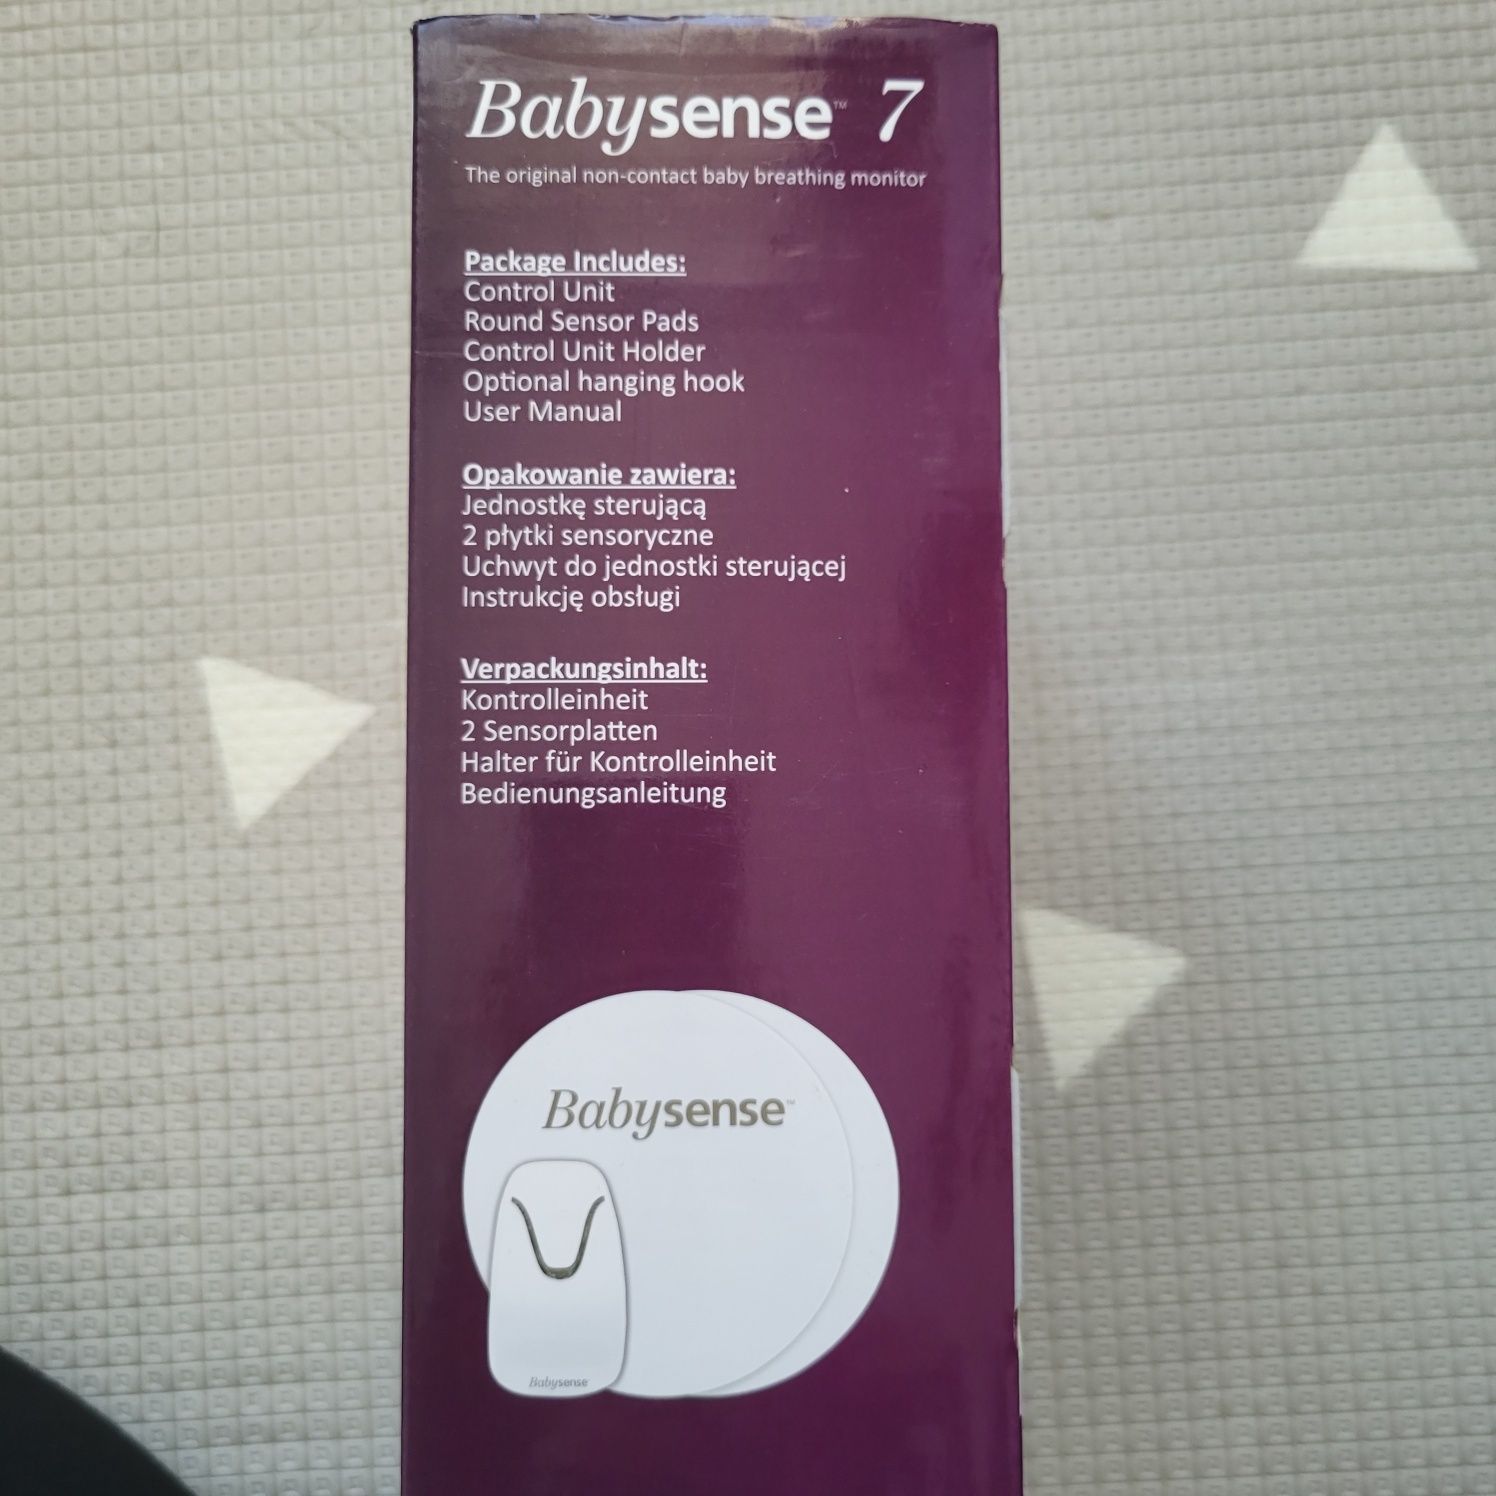 Babysense™ 7
The original non-contact baby breathing monitor
Package Includes:
Control Unit
Round Sensor Pads
Control Unit Holder
Optional hanging hook
User Manual
Opakowanie zawiera:
Jednostkę sterującą
2 płytki sensoryczne
Uchwyt do jednostki sterującej
Instrukcję obsługi
Verpackungsinhalt:
Kontrolleinheit
2 Sensorplatten
Halter für Kontrolleinheit
Bedienungsanleitung
Babysense™
Babysense